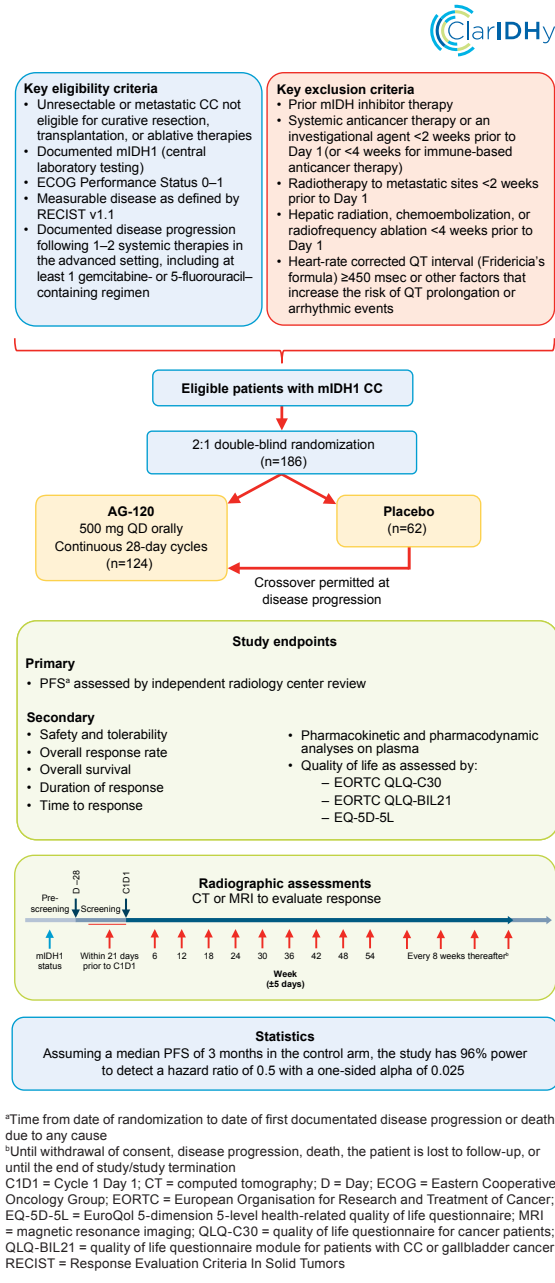 ClarIDHy
Key eligibility criteria
• Unresectable or metastatic CC not
eligible for curative resection,
transplantation, or ablative therapies
• Documented mIDH1 (central
laboratory testing)
• ECOG Performance Status 0–1
• Measurable disease as defined by
RECIST v1.1
• Documented disease progression
following 1–2 systemic therapies in
the advanced setting, including at
least 1 gemcitabine- or 5-fluorouracil–
containing regimen
Key exclusion criteria
• Prior mIDH inhibitor therapy
• Systemic anticancer therapy or an
investigational agent <2 weeks prior to
Day 1 (or <4 weeks for immune-based
anticancer therapy)
• Radiotherapy to metastatic sites <2 weeks
prior to Day 1
• Hepatic radiation, chemoembolization, or
radiofrequency ablation <4 weeks prior to
Day 1
• Heart-rate corrected QT interval (Fridericia's
formula) ≥450 msec or other factors that
increase the risk of QT prolongation or
arrhythmic events
Eligible patients with mIDH1 CC
2:1 double-blind randomization
(n=186)
AG-120
500 mg QD orally
Continuous 28-day cycles
(n=124)
Placebo
(n=62)
Crossover permitted at
disease progression
Study endpoints
Primary
• PFSᵃ assessed by independent radiology center review
Secondary
• Safety and tolerability
• Overall response rate
• Overall survival
• Duration of response
• Time to response
• Pharmacokinetic and pharmacodynamic
analyses on plasma
• Quality of life as assessed by:
– EORTC QLQ-C30
– EORTC QLQ-BIL21
– EQ-5D-5L
Radiographic assessments
CT or MRI to evaluate response
Pre-
screening
D –28
Screening
C1D1
mIDH1
status
Within 21 days
prior to C1D1
6 12 18 24 30 36 42 48 54
Every 8 weeks thereafterᵇ
Week
(±5 days)
Statistics
Assuming a median PFS of 3 months in the control arm, the study has 96% power
to detect a hazard ratio of 0.5 with a one-sided alpha of 0.025
ᵃTime from date of randomization to date of first documentated disease progression or death
due to any cause
ᵇUntil withdrawal of consent, disease progression, death, the patient is lost to follow-up, or
until the end of study/study termination
C1D1 = Cycle 1 Day 1; CT = computed tomography; D = Day; ECOG = Eastern Cooperative
Oncology Group; EORTC = European Organisation for Research and Treatment of Cancer;
EQ-5D-5L = EuroQol 5-dimension 5-level health-related quality of life questionnaire; MRI
= magnetic resonance imaging; QLQ-C30 = quality of life questionnaire for cancer patients;
QLQ-BIL21 = quality of life questionnaire module for patients with CC or gallbladder cancer
RECIST = Response Evaluation Criteria In Solid Tumors